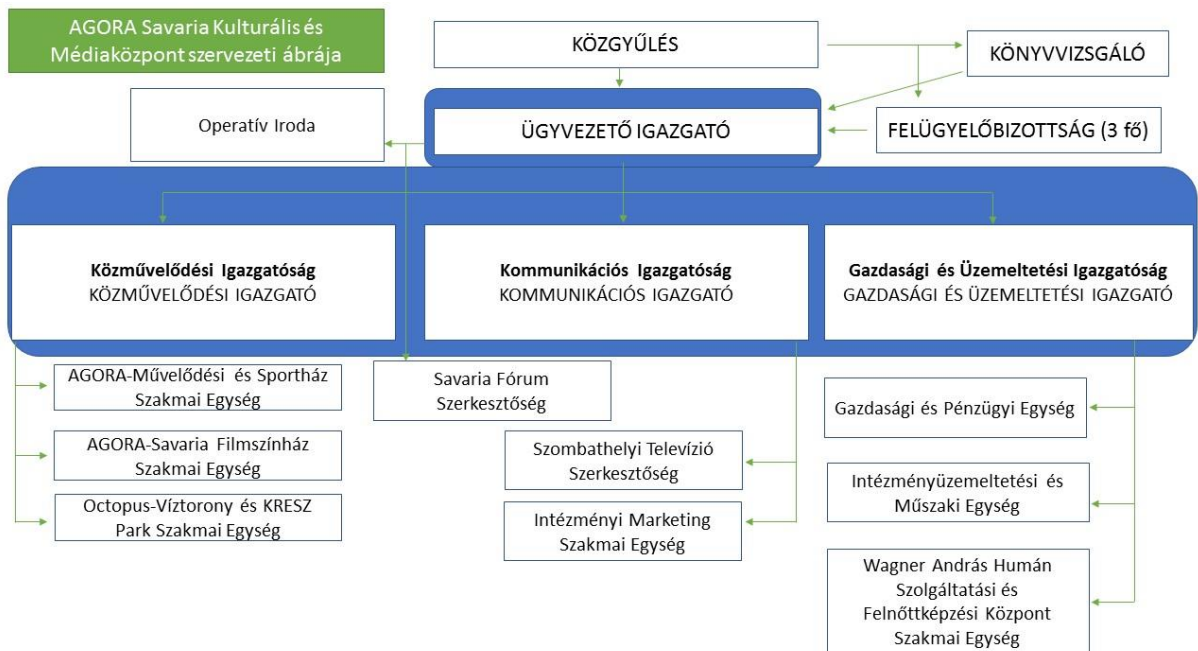 AGORA Savaria Kulturális és
Médiaközpont szervezeti ábrája
KÖZGYŰLÉS
KÖNYVVIZSGÁLÓ
Operatív Iroda
ÜGYVEZETŐ IGAZGATÓ
FELÜGYELŐBIZOTTSÁG (3 fő)
Közművelődési Igazgatóság
KÖZMŰVELŐDÉSI IGAZGATÓ
Kommunikációs Igazgatóság
KOMMUNIKÁCIÓS IGAZGATÓ
Gazdasági és Üzemeltetési Igazgatóság
GAZDASÁGI ÉS ÜZEMELTETÉSI IGAZGATÓ
AGORA-Művelődési és Sportház
Szakmai Egység
AGORA-Savaria Filmszínház
Szakmai Egység
Octopus-Víztorony és KRESZ
Park Szakmai Egység
Savaria Fórum
Szerkesztőség
Szombathelyi Televízió
Szerkesztőség
Intézményi Marketing
Szakmai Egység
Gazdasági és Pénzügyi Egység
Intézményüzemeltetési és
Műszaki Egység
Wagner András Humán
Szolgáltatási és
Felnőttképzési Központ
Szakmai Egység